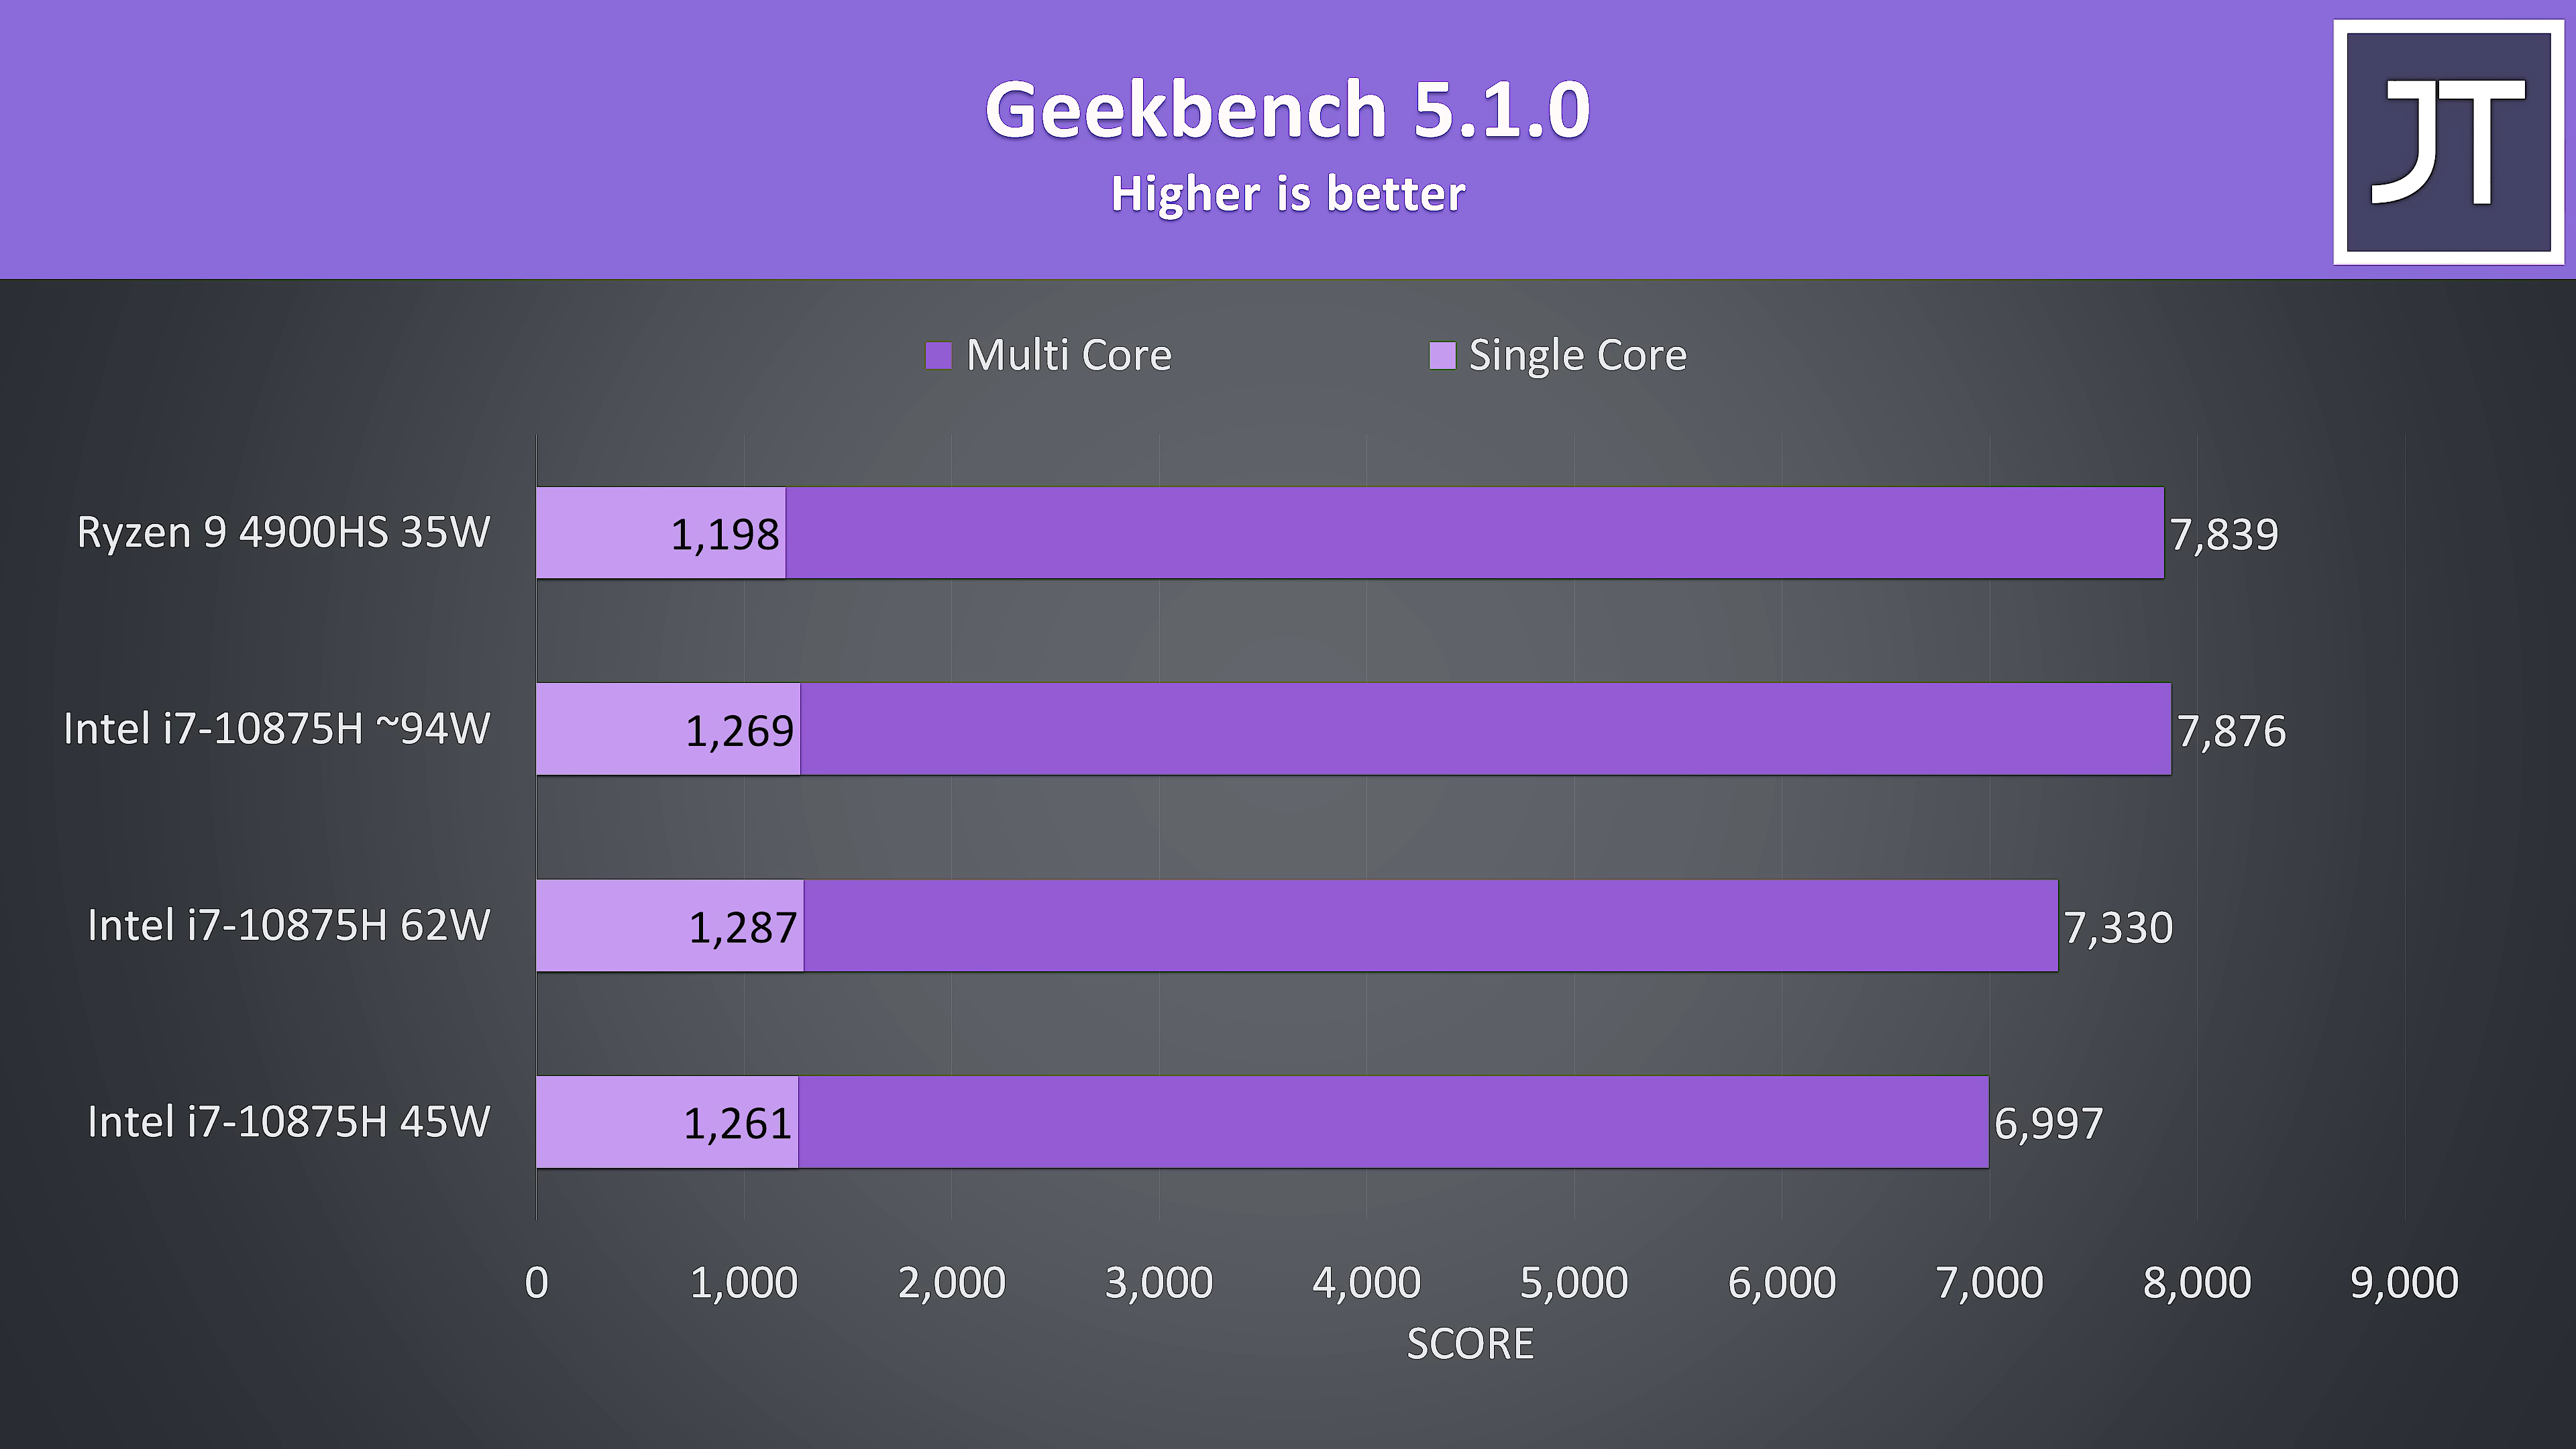 Geekbench 5.1.0
Higher is better
JT
Multi Core Single Core
Ryzen 9 4900HS 35W 1,198 7,839
Intel i7-10875H ~94W 1,269 7,876
Intel i7-10875H 62W 1,287 7,330
Intel i7-10875H 45W 1,261 6,997
0 1,000 2,000 3,000 4,000 5,000 6,000 7,000 8,000 9,000
SCORE